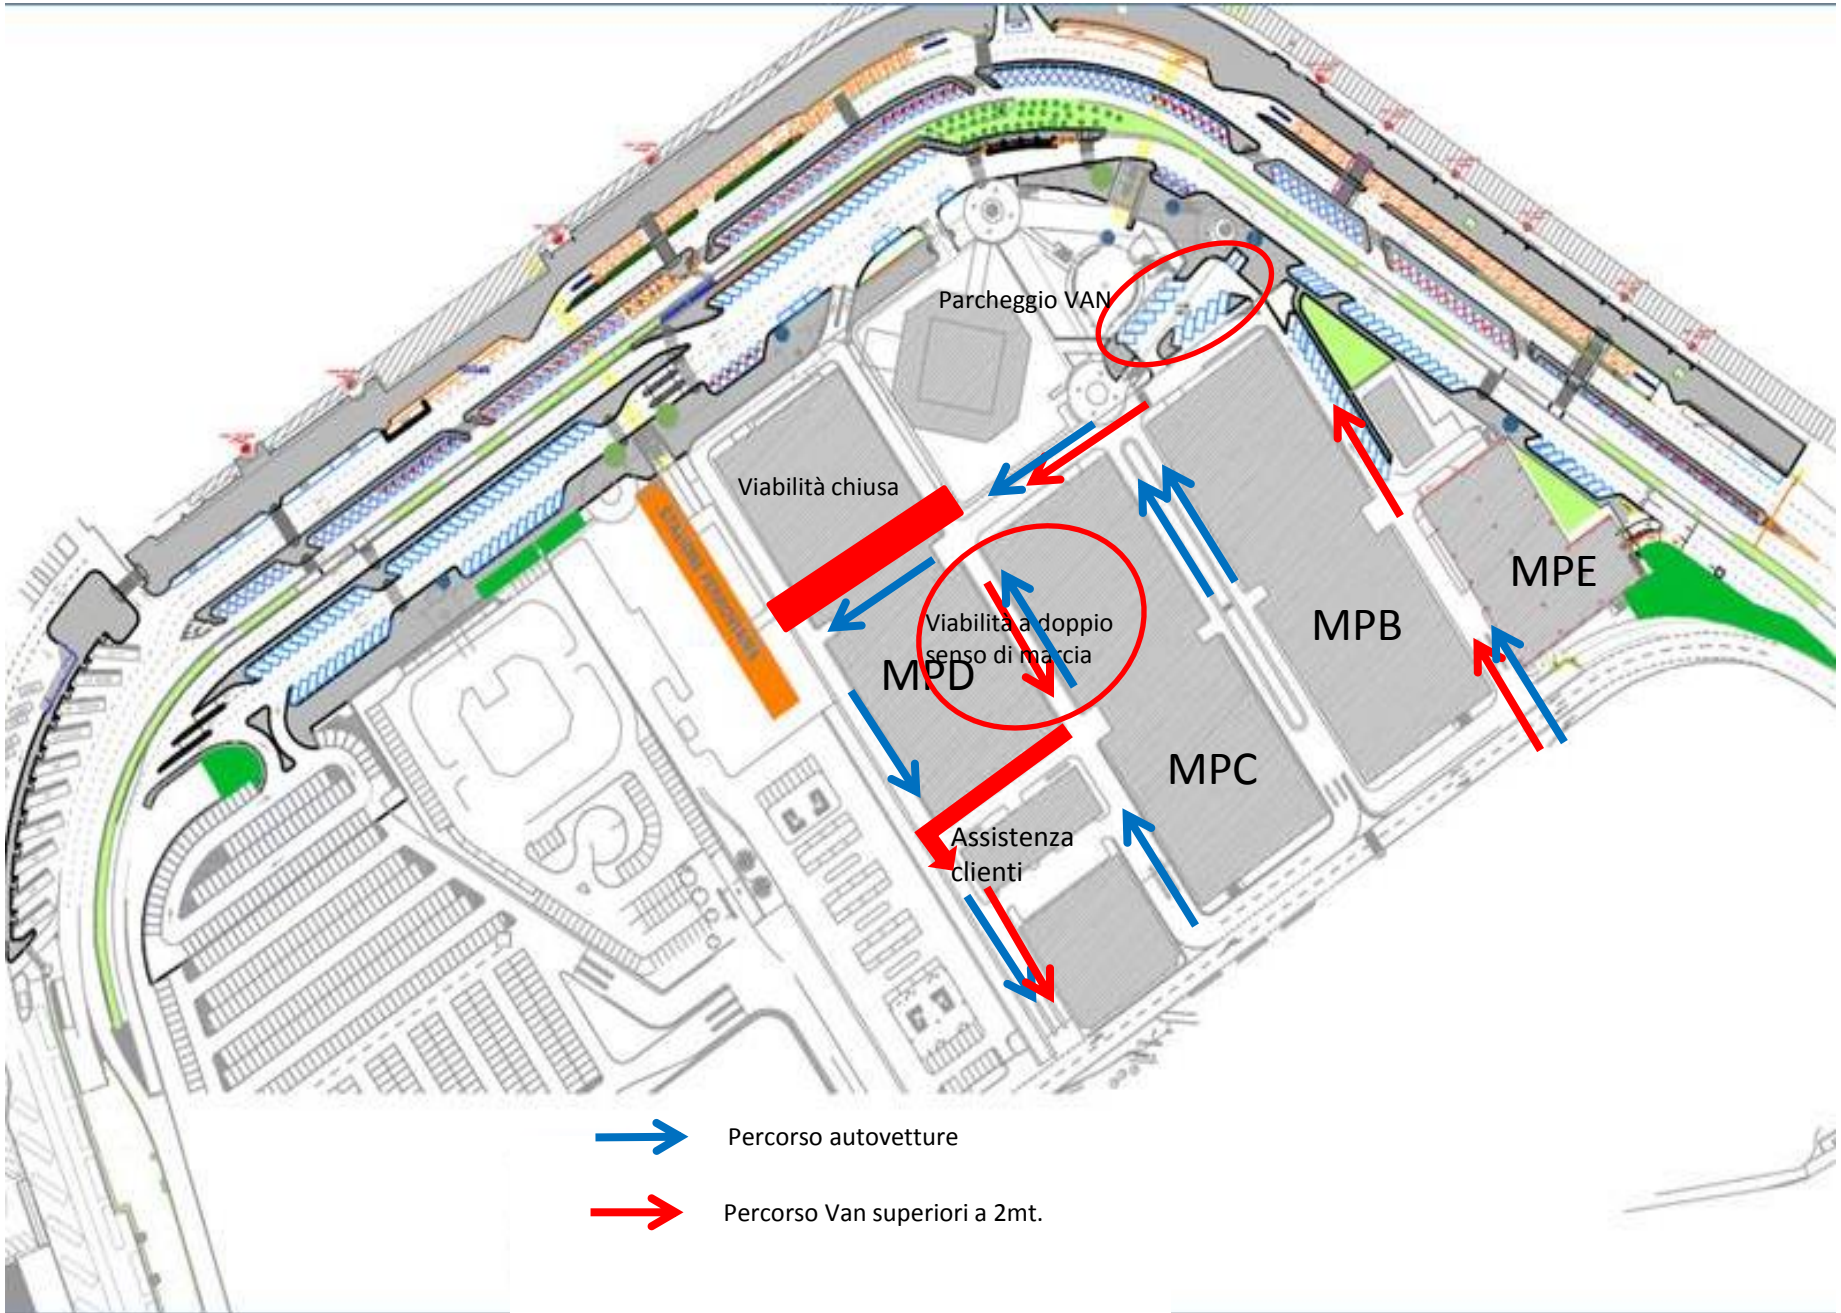 Parcheggio VAN
Viabilità chiusa
MPE
Viabilità a doppio
senso di marcia
MPB
MPD
MPC
Assistenza
clienti
Percorso autovetture
Percorso Van superiori a 2mt.